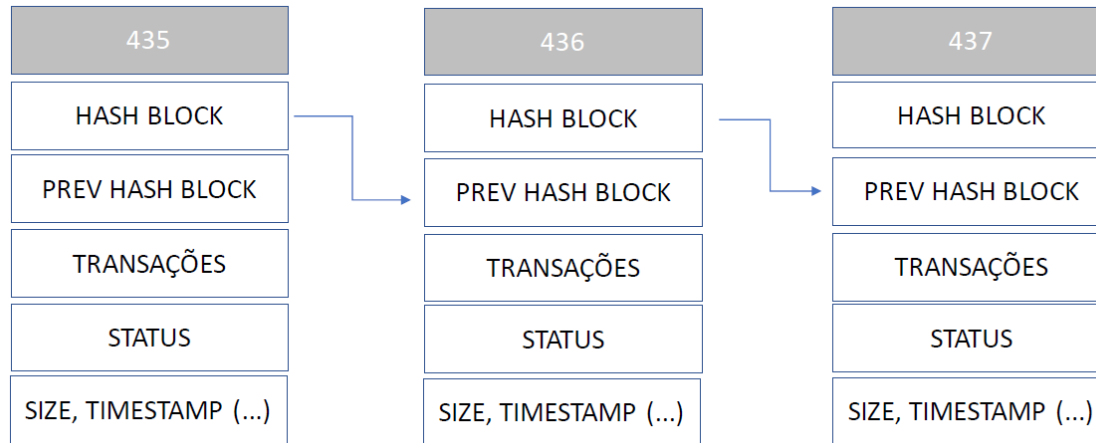 435
HASH BLOCK
PREV HASH BLOCK
TRANSAÇÕES
STATUS
SIZE, TIMESTAMP (...)
436
HASH BLOCK
PREV HASH BLOCK
TRANSAÇÕES
STATUS
SIZE, TIMESTAMP (...)
437
HASH BLOCK
PREV HASH BLOCK
TRANSAÇÕES
STATUS
SIZE, TIMESTAMP (...)